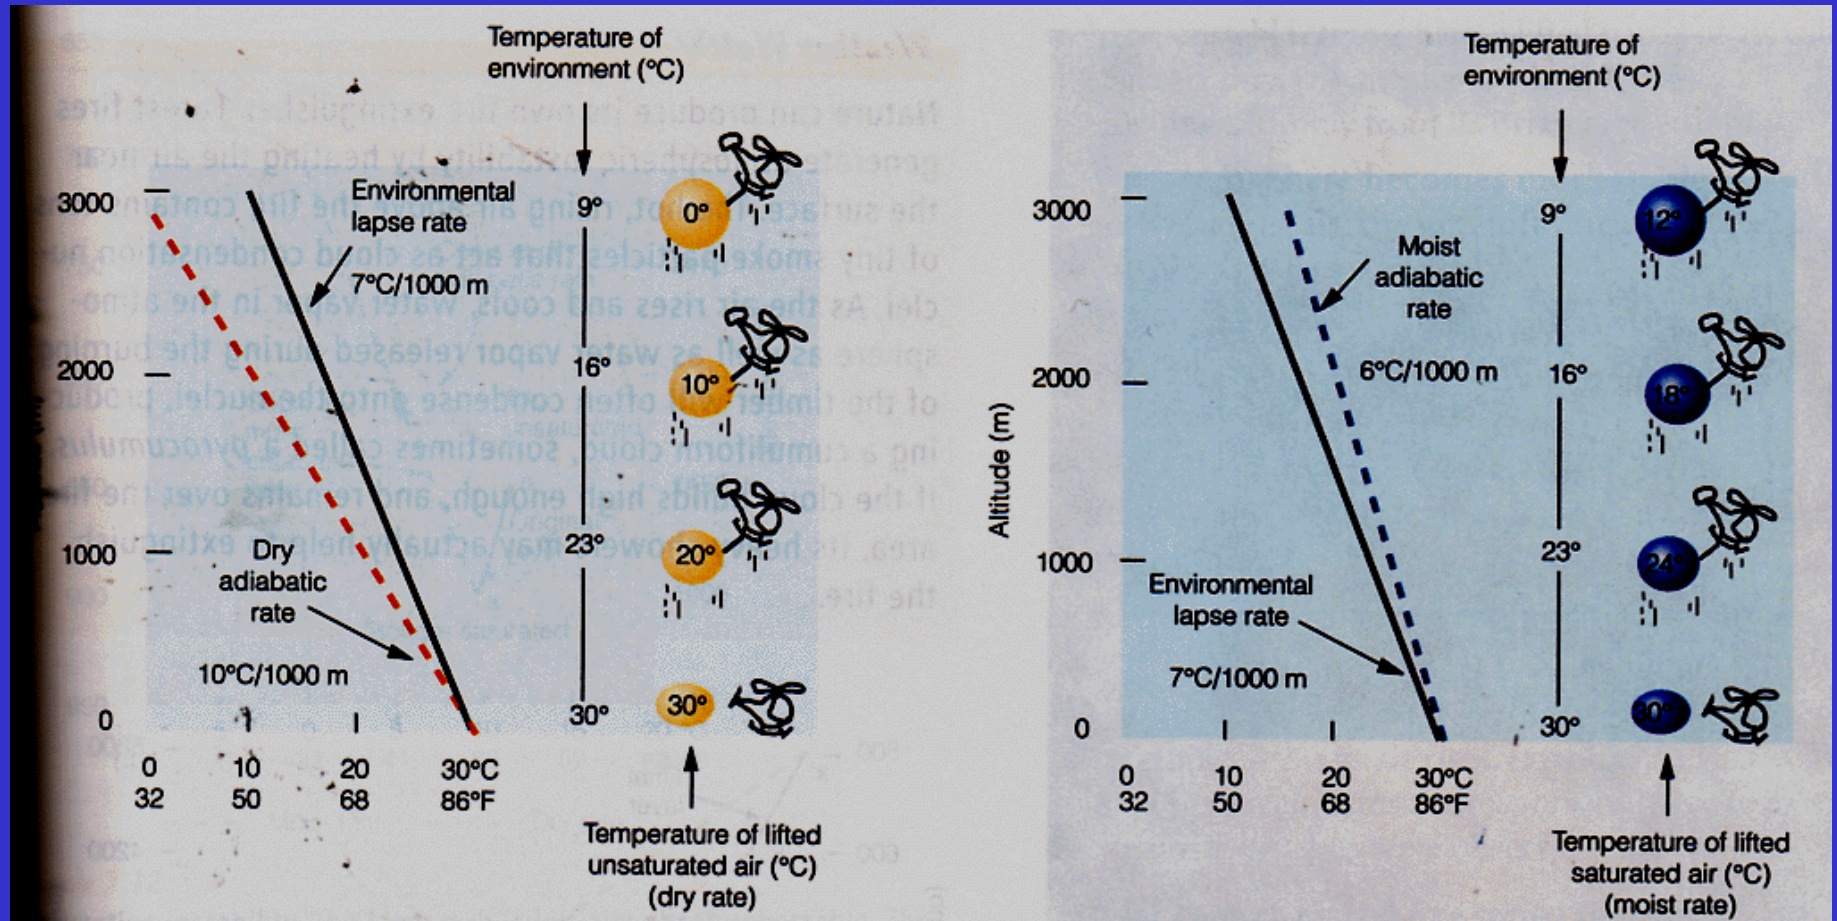 Temperature of
environment (°C)
3000
2000
1000
0
Environmental
lapse rate
7°C/1000 m
Dry
adiabatic
rate
10°C/1000 m
9°
16°
23°
30°
0°
10°
20°
30°
0 10 20 30°C
32 50 68 86°F
Temperature of lifted
unsaturated air (°C)
(dry rate)
Temperature of
environment (°C)
Altitude (m)
3000
2000
1000
0
Moist
adiabatic
rate
6°C/1000 m
Environmental
lapse rate
7°C/1000 m
9°
16°
23°
30°
12°
18°
24°
30°
0 10 20 30°C
32 50 68 86°F
Temperature of lifted
saturated air (°C)
(moist rate)